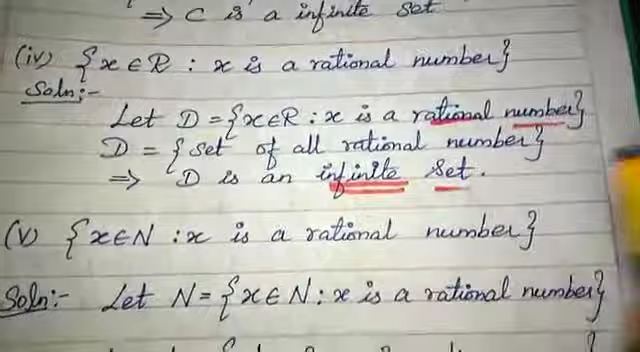 ⇒ C is a infinite set
(iv) {x ∈ R : x is a rational number}
Soln:-
Let D = {x ∈ R : x is a rational number}
D = { set of all rational number}
⇒ D is an infinite set.
(v) {x ∈ N : x is a rational number}
Soln:- Let N = {x ∈ N : x is a rational number}